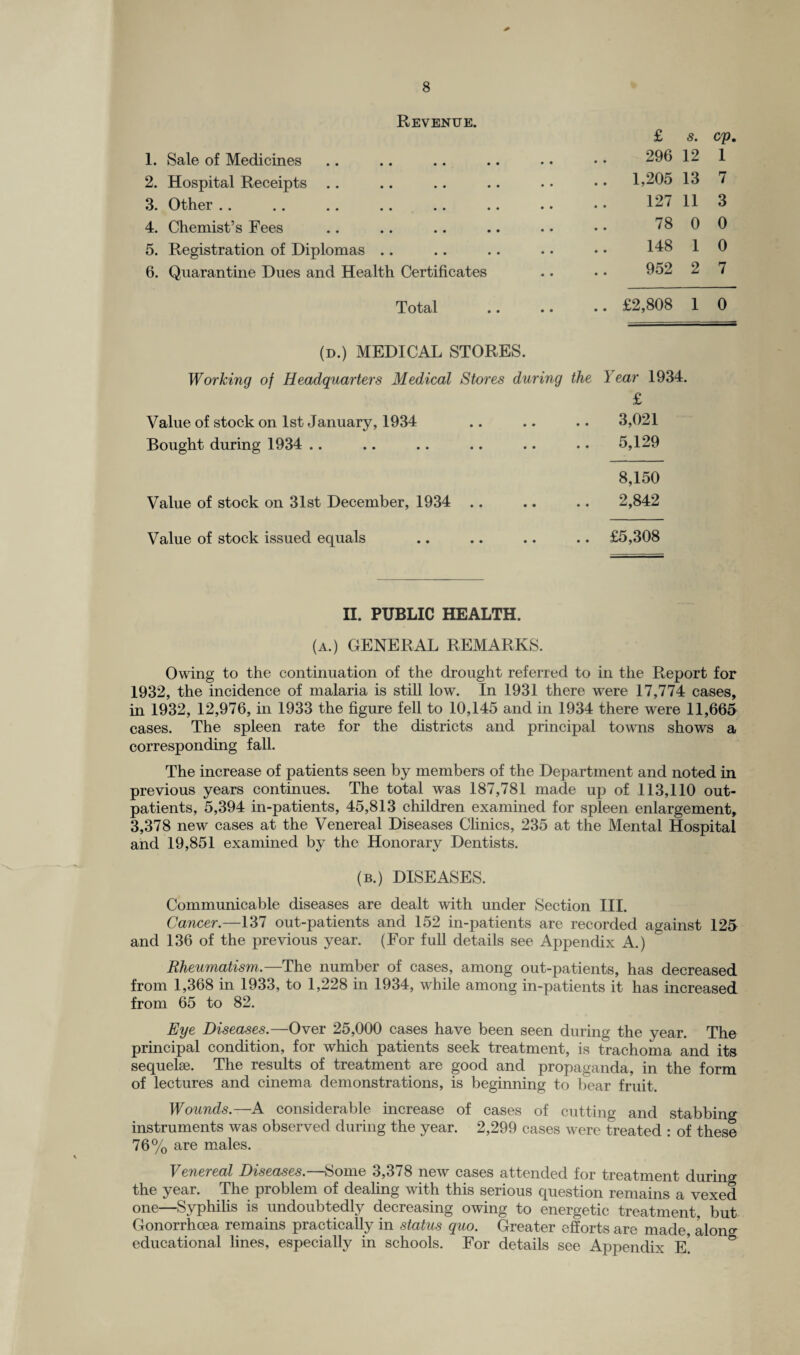 8
REVENUE.
£ s. cp.
1. Sale of Medicines .. .. .. .. .. .. 296 12 1
2. Hospital Receipts .. .. .. .. .. .. 1,205 13 7
3. Other .. .. .. .. .. .. .. .. 127 11 3
4. Chemist's Fees .. .. .. .. .. .. 78 0 0
5. Registration of Diplomas .. .. .. .. .. 148 1 0
6. Quarantine Dues and Health Certificates .. .. 952 2 7
Total .. .. .. £2,808 1 0
(D.) MEDICAL STORES.
Working of Headquarters Medical Stores during the Year 1934.
£
Value of stock on 1st January, 1934 .. .. .. 3,021
Bought during 1934 .. .. .. .. .. .. 5,129
8,150
Value of stock on 31st December, 1934 .. .. .. 2,842
Value of stock issued equals .. .. .. .. £5,308
II. PUBLIC HEALTH.
(A.) GENERAL REMARKS.
Owing to the continuation of the drought referred to in the Report for
1932, the incidence of malaria is still low. In 1931 there were 17,774 cases,
in 1932, 12,976, in 1933 the figure fell to 10,145 and in 1934 there were 11,665
cases. The spleen rate for the districts and principal towns shows a
corresponding fall.
The increase of patients seen by members of the Department and noted in
previous years continues. The total was 187,781 made up of 113,110 out-
patients, 5,394 in-patients, 45,813 children examined for spleen enlargement,
3,378 new cases at the Venereal Diseases Clinics, 235 at the Mental Hospital
and 19,851 examined by the Honorary Dentists.
(B.) DISEASES.
Communicable diseases are dealt with under Section III.
Cancer.—137 out-patients and 152 in-patients are recorded against 125
and 136 of the previous year. (For full details see Appendix A.)
Rheumatism.—The number of cases, among out-patients, has decreased
from 1,368 in 1933, to 1,228 in 1934, while among in-patients it has increased
from 65 to 82.
Eye Diseases.—Over 25,000 cases have been seen during the year. The
principal condition, for which patients seek treatment, is trachoma and its
sequelæ. The results of treatment are good and propaganda, in the form
of lectures and cinema demonstrations, is beginning to bear fruit.
Wounds.—A considerable increase of cases of cutting and stabbing
instruments was observed during the year. 2,299 cases were treated : of these
76% are males.
Venereal Diseases.—Some 3,378 new cases attended for treatment during
the year. The problem of dealing with this serious question remains a vexed
one—Syphilis is undoubtedly decreasing owing to energetic treatment, but
Gonorrhœa remains practically in status quo. Greater efforts are made, along
educational lines, especially in schools. For details see Appendix E.